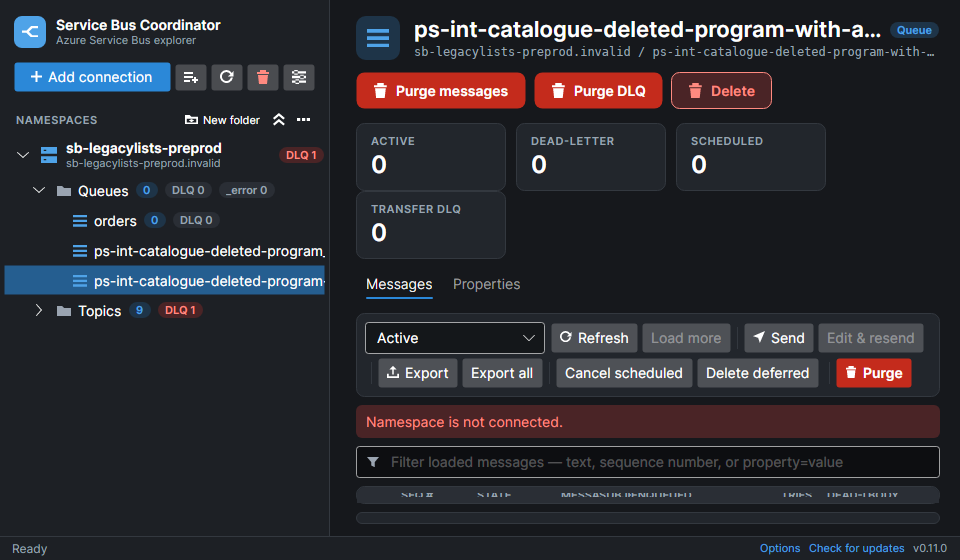 Service Bus Coordinator
Azure Service Bus explorer
Add connection
NAMESPACES
New folder
sb-legacylists-preprod
sb-legacylists-preprod.invalid
DLQ 1
Queues 0 DLQ 0 _error 0
orders 0 DLQ 0
ps-int-catalogue-deleted-program_
ps-int-catalogue-deleted-program-
Topics 9 DLQ 1
ps-int-catalogue-deleted-program-with-a...
Queue
sb-legacylists-preprod.invalid / ps-int-catalogue-deleted-program-with-…
Purge messages Purge DLQ Delete
ACTIVE
0
DEAD-LETTER
0
SCHEDULED
0
TRANSFER DLQ
0
Messages Properties
Active Refresh Load more Send Edit & resend
Export Export all Cancel scheduled Delete deferred Purge
Namespace is not connected.
Filter loaded messages — text, sequence number, or property=value
SEQ # STATE ENQUEUED TRIES BODY
Ready
Options Check for updates v0.11.0